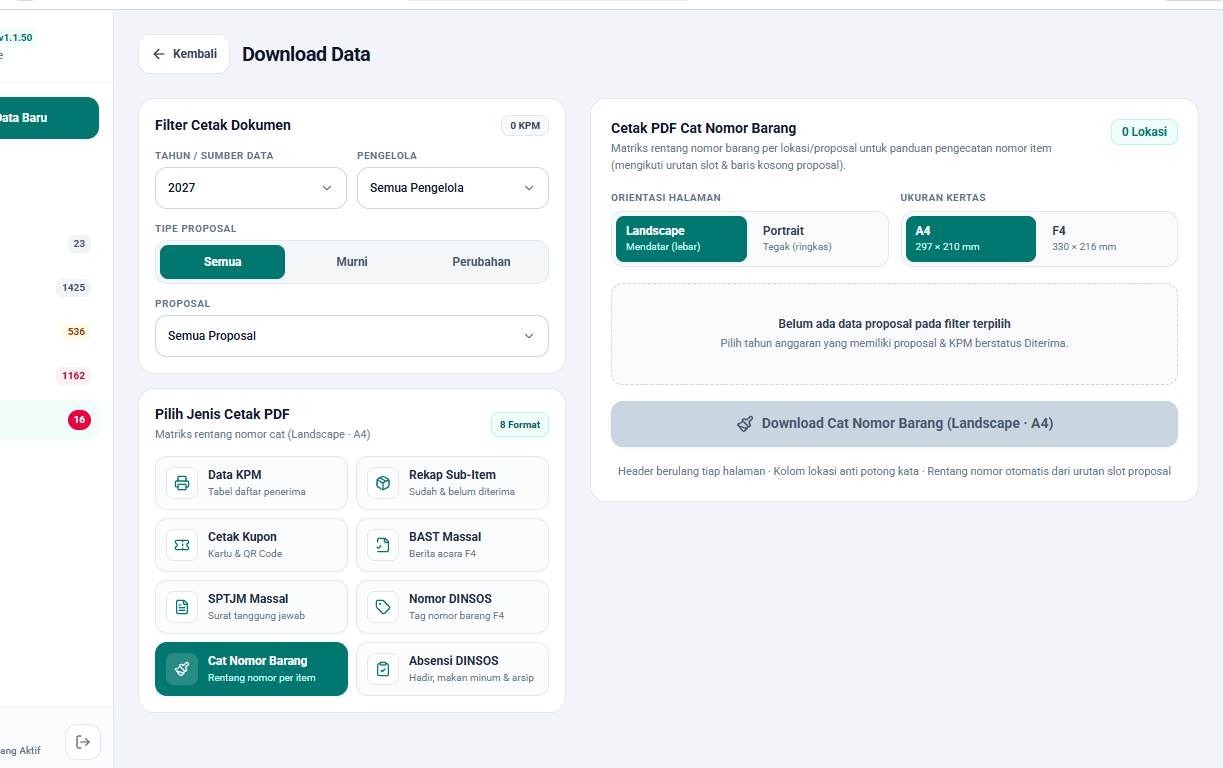 v1.1.50
e
Data Baru
23
1425
536
1162
16
ang Aktif
Kembali
Download Data
Filter Cetak Dokumen
0 KPM
TAHUN / SUMBER DATA
PENGELOLA
2027
Semua Pengelola
TIPE PROPOSAL
Semua
Murni
Perubahan
PROPOSAL
Semua Proposal
Pilih Jenis Cetak PDF
Matriks rentang nomor cat (Landscape · A4)
8 Format
Data KPM
Tabel daftar penerima
Rekap Sub-Item
Sudah & belum diterima
Cetak Kupon
Kartu & QR Code
BAST Massal
Berita acara F4
SPTJM Massal
Surat tanggung jawab
Nomor DINSOS
Tag nomor barang F4
Cat Nomor Barang
Rentang nomor per item
Absensi DINSOS
Hadir, makan minum & arsip
Cetak PDF Cat Nomor Barang
0 Lokasi
Matriks rentang nomor barang per lokasi/proposal untuk panduan pengecatan nomor item
(mengikuti urutan slot & baris kosong proposal).
ORIENTASI HALAMAN
UKURAN KERTAS
Landscape
Mendatar (lebar)
Portrait
Tegak (ringkas)
A4
297 × 210 mm
F4
330 × 216 mm
Belum ada data proposal pada filter terpilih
Pilih tahun anggaran yang memiliki proposal & KPM berstatus Diterima.
Download Cat Nomor Barang (Landscape · A4)
Header berulang tiap halaman · Kolom lokasi anti potong kata · Rentang nomor otomatis dari urutan slot proposal